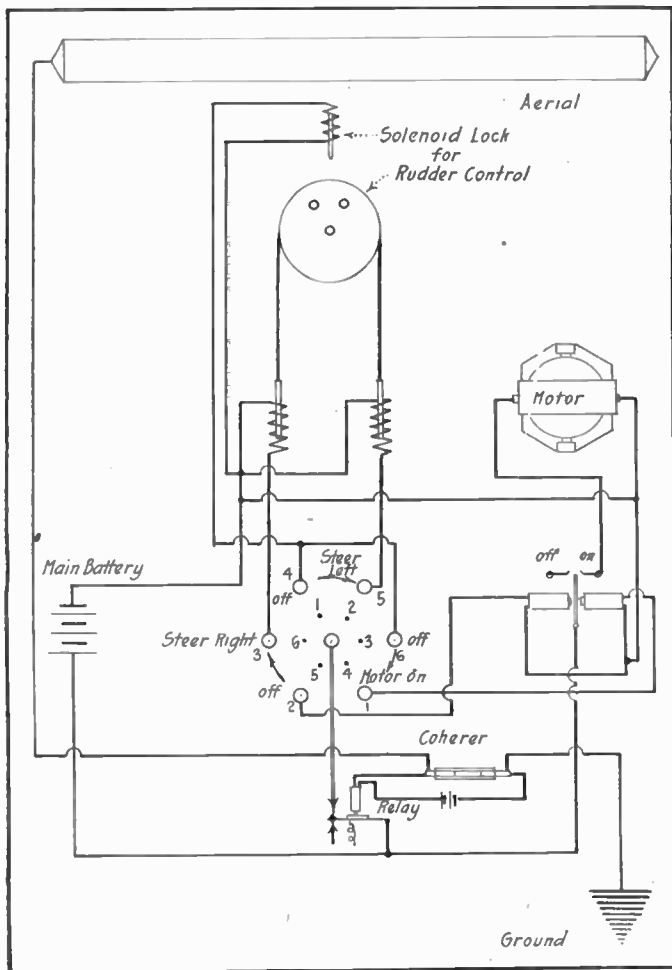 Aerial
Solenoid Lock
for
Rudder Control
Motor
off on
Main Battery
Steer
Left
4
5
off
1
2
Steer Right
6
3
off
3
6
5
4
off
Motor on
2
1
Coherer
Relay
Ground